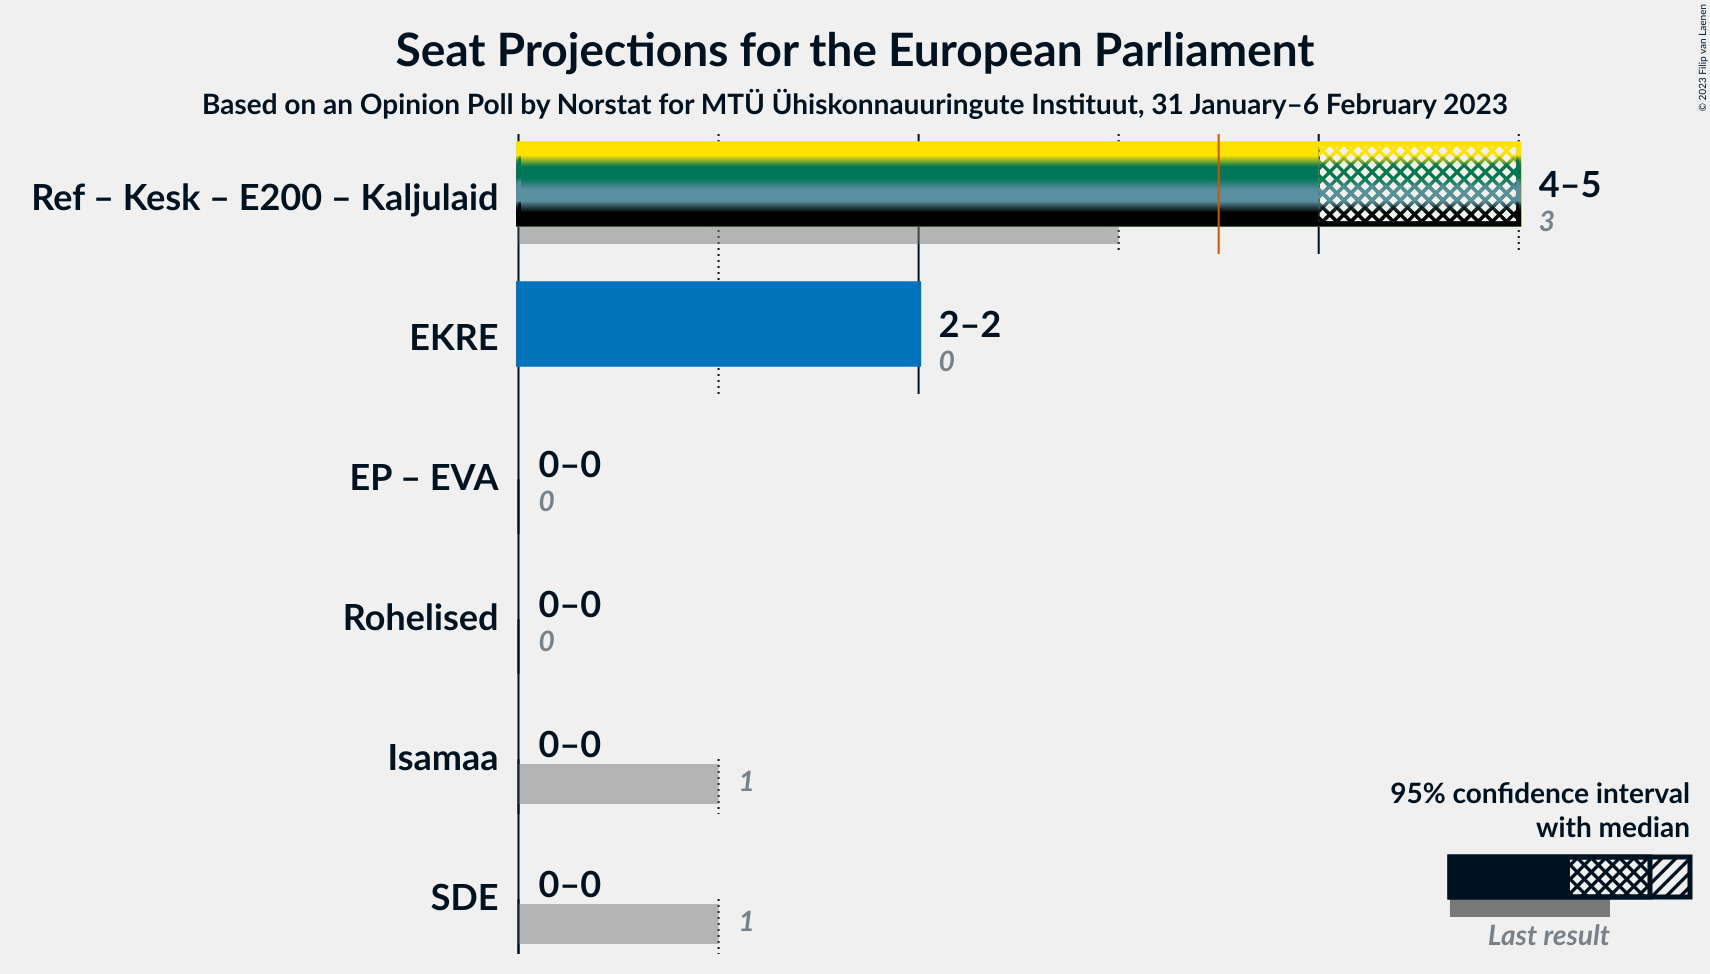 Seat Projections for the European Parliament
Based on an Opinion Poll by Norstat for MTÜ Ühiskonnauuringute Instituut, 31 January–6 February 2023
© 2023 Filip van Laenen
Ref – Kesk – E200 – Kaljulaid
4–5
3
EKRE
2–2
0
EP – EVA
0–0
0
Rohelised
0–0
0
Isamaa
0–0
1
SDE
0–0
1
95% confidence interval
with median
Last result